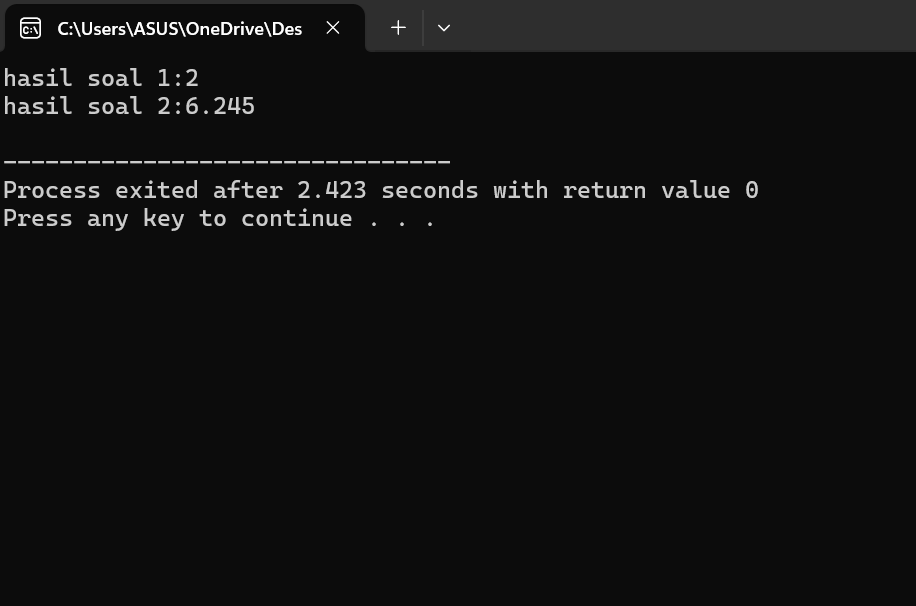 C:\Users\ASUS\OneDrive\Des
hasil soal 1:2
hasil soal 2:6.245
--------------------------------
Process exited after 2.423 seconds with return value 0
Press any key to continue . . .